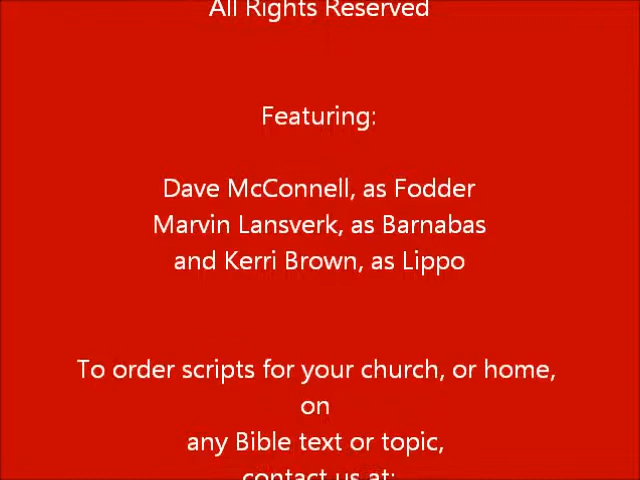 All Rights Reserved
Featuring:
Dave McConnell, as Fodder
Marvin Lansverk, as Barnabas
and Kerri Brown, as Lippo
To order scripts for your church, or home,
on
any Bible text or topic,
contact us at: